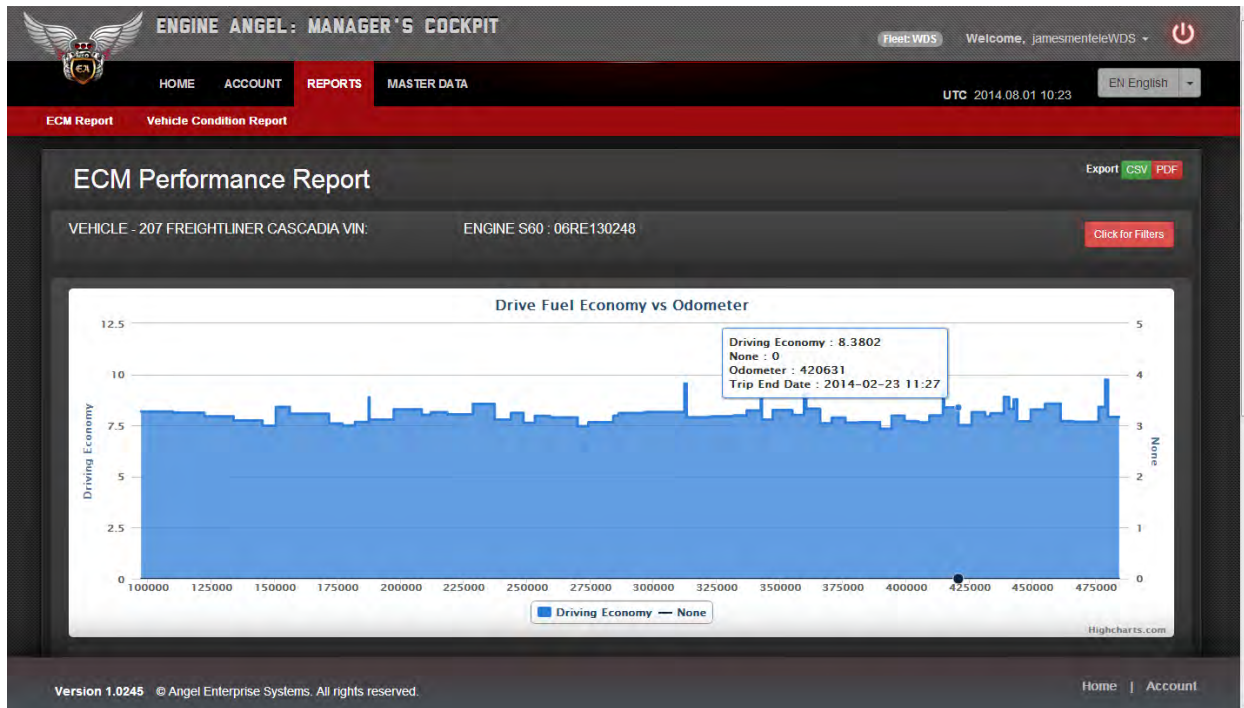 ENGINE ANGEL: MANAGER'S COCKPIT
Fleet: WDS Welcome, jamesmenteleWDS
EA
HOME ACCOUNT REPORTS MASTER DATA
UTC 2014.08.01 10:23
EN English
ECM Report Vehicle Condition Report
ECM Performance Report
Export CSV PDF
VEHICLE - 207 FREIGHTLINER CASCADIA VIN: ENGINE S60 : 06RE130248
Click for Filters
Drive Fuel Economy vs Odometer
12.5 5
Driving Economy : 8.3802
None : 0
Odometer : 420631
Trip End Date : 2014-02-23 11:27
10 4
7.5 3
Driving Economy
None
5 2
2.5 1
0 0
100000 125000 150000 175000 200000 225000 250000 275000 300000 325000 350000 375000 400000 425000 450000 475000
Driving Economy None
Highcharts.com
Version 1.0245 © Angel Enterprise Systems. All rights reserved.
Home | Account